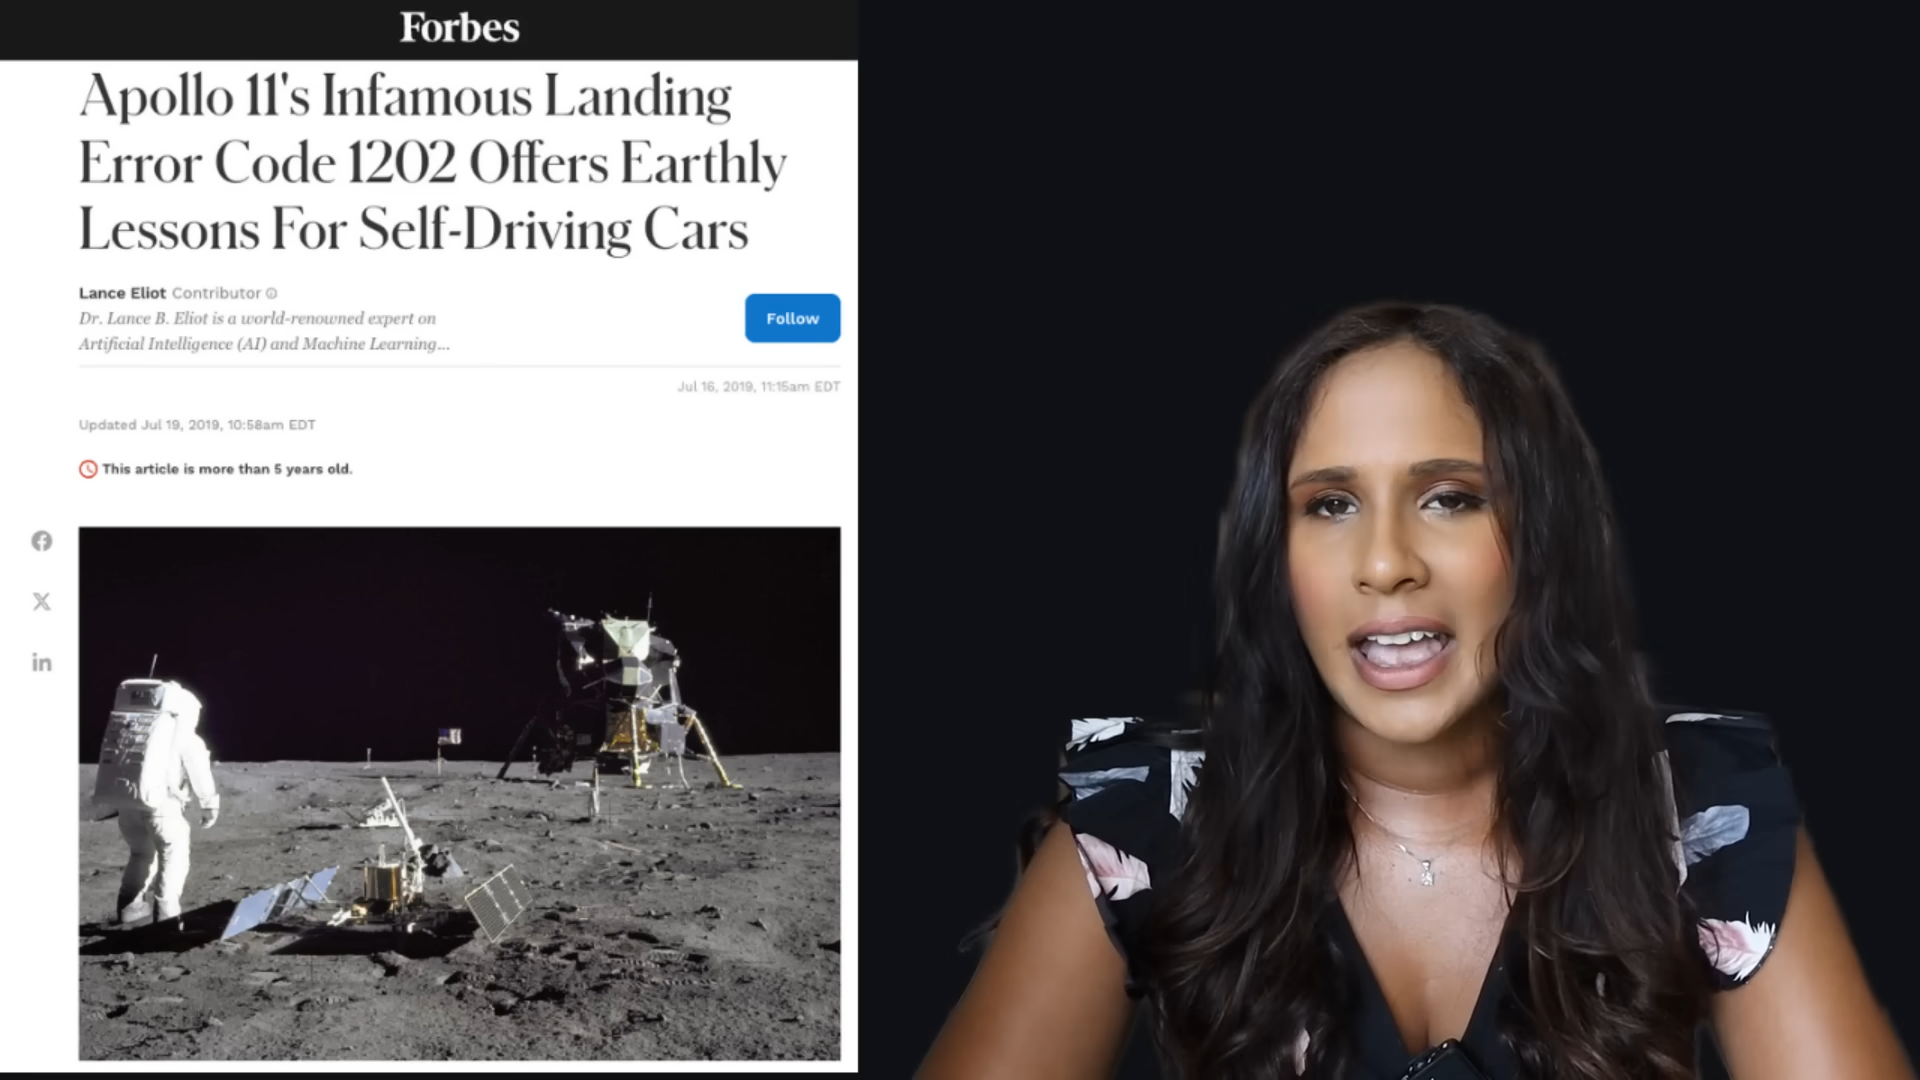 Forbes
Apollo 11's Infamous Landing
Error Code 1202 Offers Earthly
Lessons For Self-Driving Cars
Lance Eliot Contributor
Dr. Lance B. Eliot is a world-renowned expert on
Artificial Intelligence (AI) and Machine Learning...
Follow
Jul 16, 2019, 11:15am EDT
Updated Jul 19, 2019, 10:58am EDT
This article is more than 5 years old.